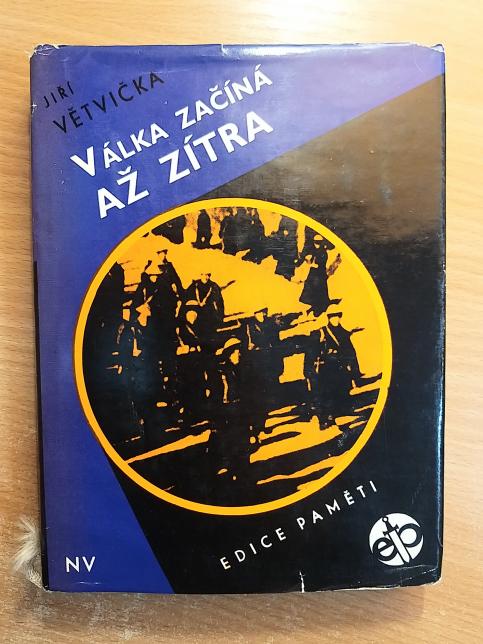 JIŘÍ
VĚTVIČKA
VÁLKA ZAČÍNÁ
AŽ ZÍTRA
EDICE PAMĚTI
NV
ep